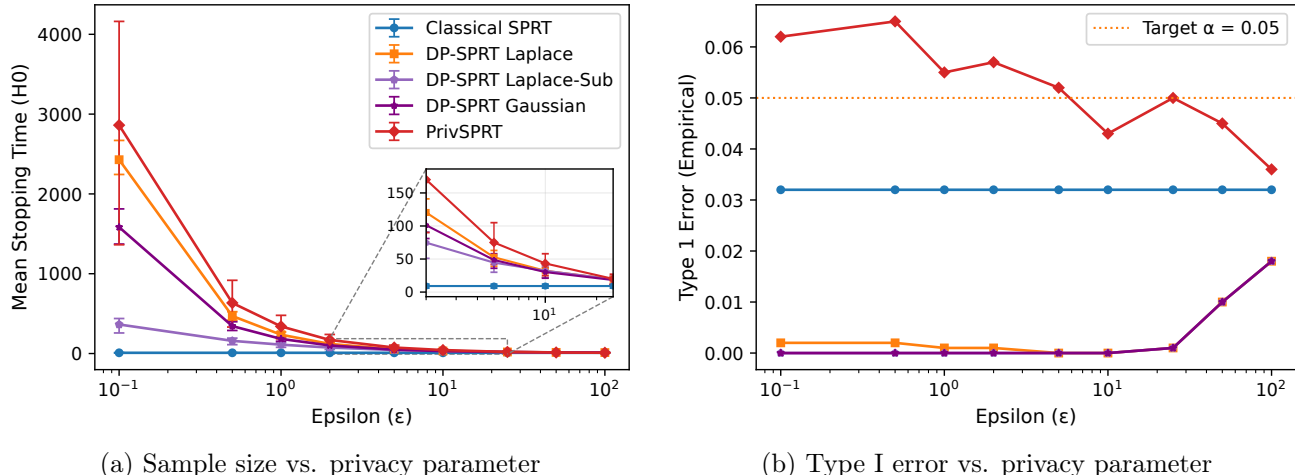 4000
3000
2000
1000
0
Mean Stopping Time (H0)
Classical SPRT
DP-SPRT Laplace
DP-SPRT Laplace-Sub
DP-SPRT Gaussian
PrivSPRT
150
100
50
0
10¹
10⁻¹ 10⁰ 10¹ 10²
Epsilon (ε)
(a) Sample size vs. privacy parameter
0.06
0.05
0.04
0.03
0.02
0.01
0.00
Type 1 Error (Empirical)
Target α = 0.05
10⁻¹ 10⁰ 10¹ 10²
Epsilon (ε)
(b) Type I error vs. privacy parameter